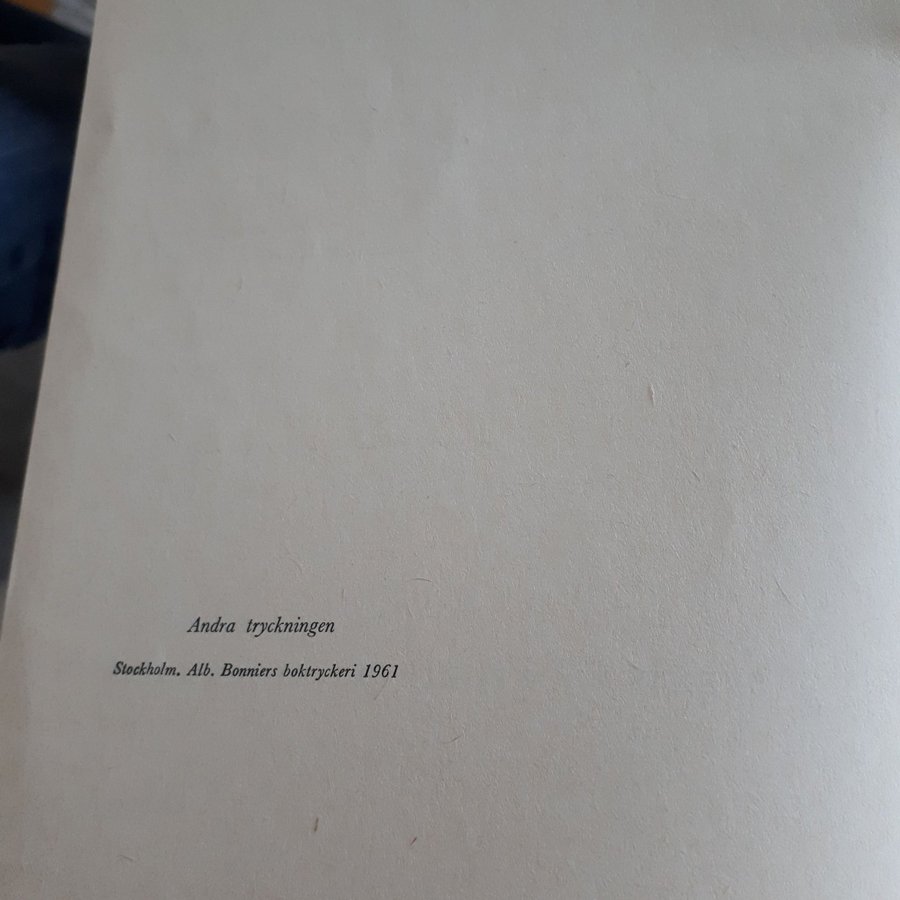 Andra tryckningen
Stockholm. Alb. Bonniers boktryckeri 1961